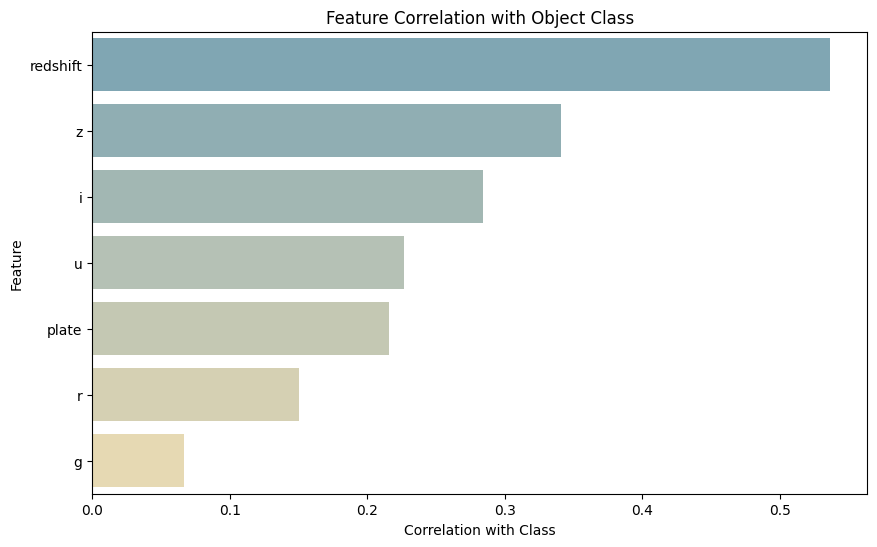 Feature Correlation with Object Class
redshift
z
i
u
plate
r
g
Feature
0.0 0.1 0.2 0.3 0.4 0.5
Correlation with Class